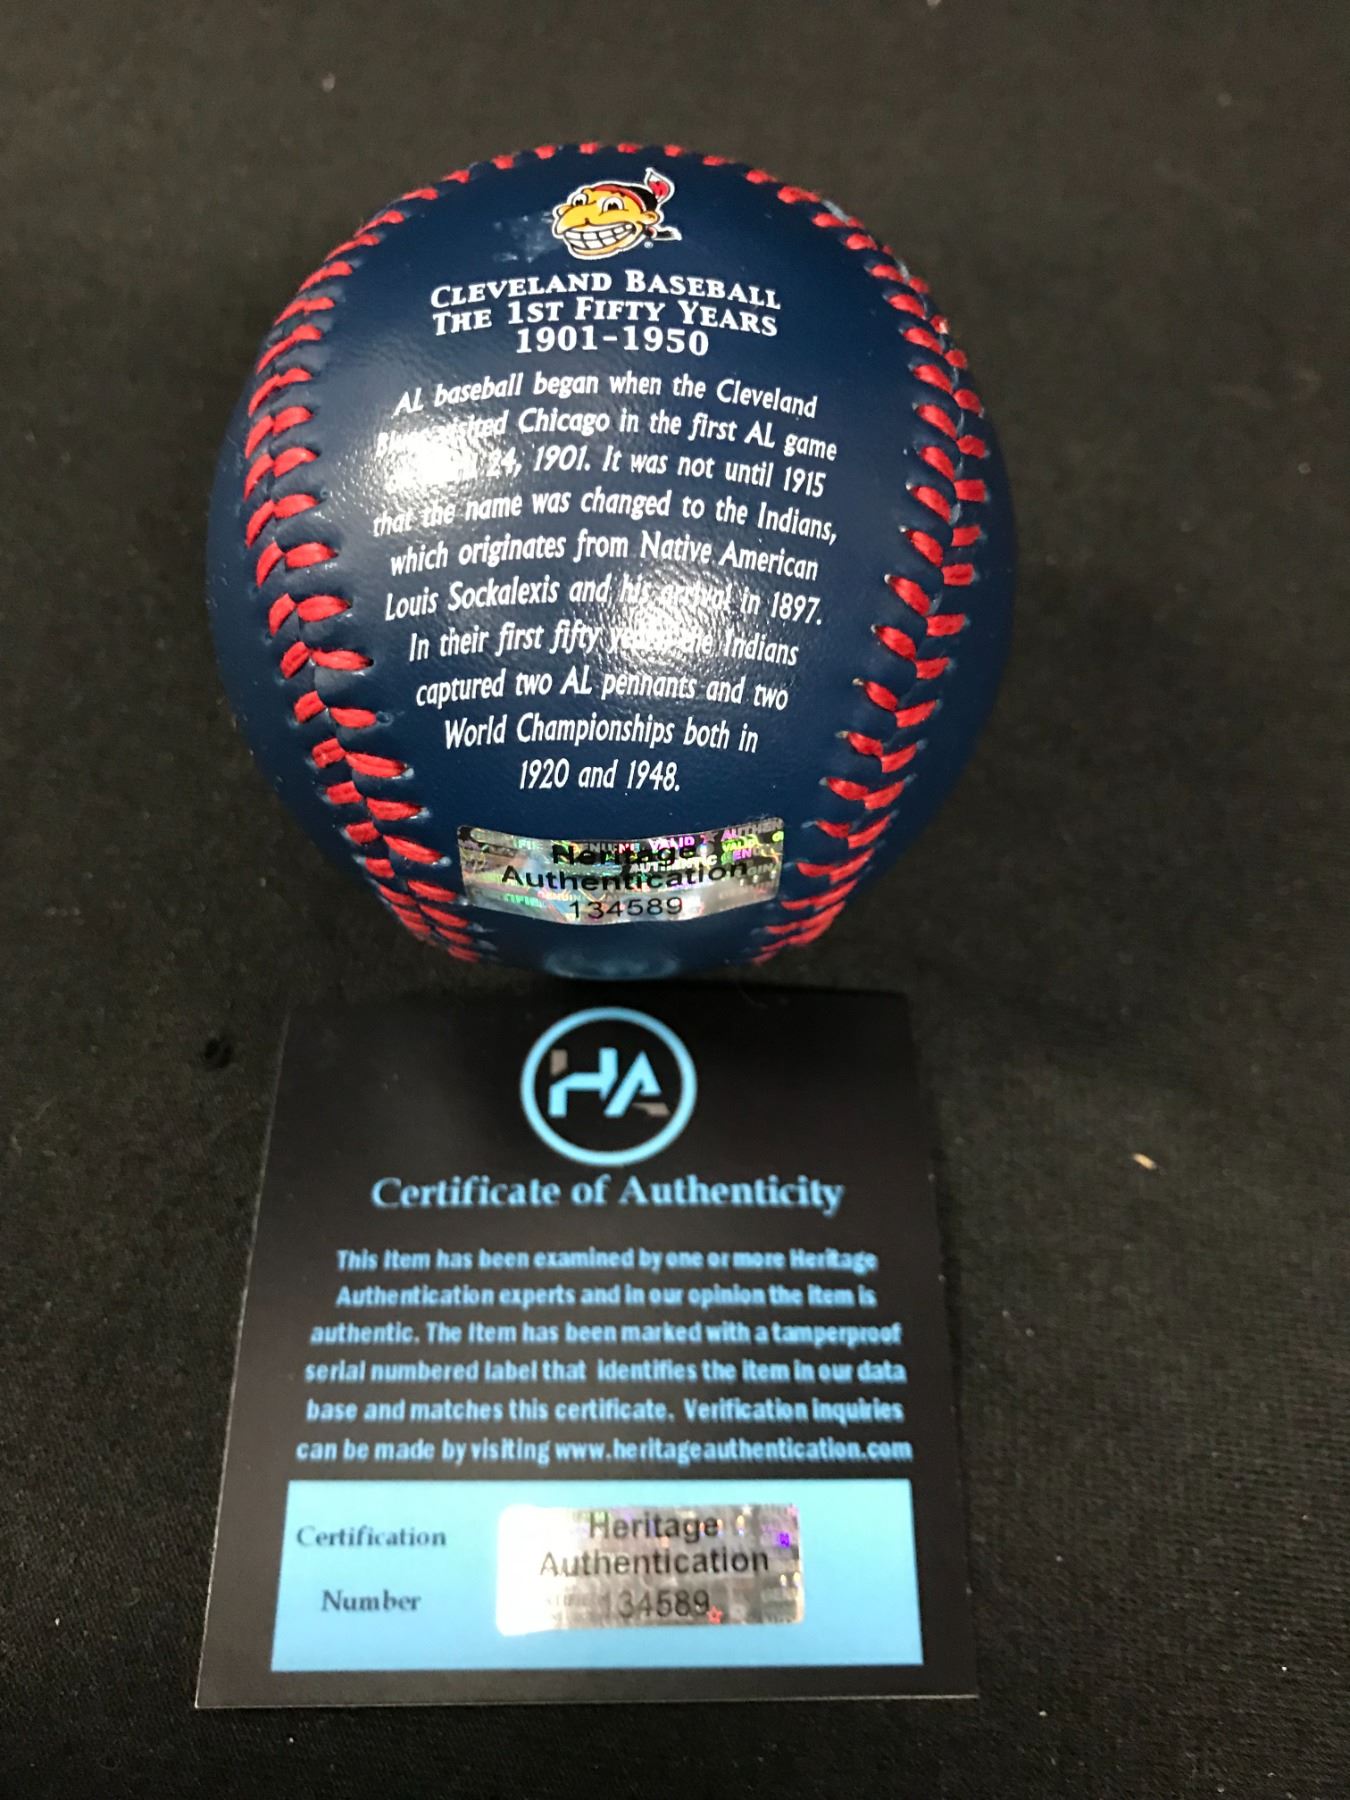 Cleveland Baseball
The 1st Fifty Years
1901-1950
AL baseball began when the Cleveland
visited Chicago in the first AL game
24, 1901. It was not until 1915
that the name was changed to the Indians,
which originates from Native American
Louis Sockalexis and his arrival in 1897.
In their first fifty years the Indians
captured two AL pennants and two
World Championships both in
1920 and 1948.
Heritage
Authentication
134589
HA
Certificate of Authenticity
This item has been examined by one or more Heritage
Authentication experts and in our opinion the item is
authentic. The item has been marked with a tamperproof
serial numbered label that identifies the item in our data
base and matches this certificate. Verification inquiries
can be made by visiting www.heritageauthentication.com
Certification
Number
Heritage
Authentication
134589